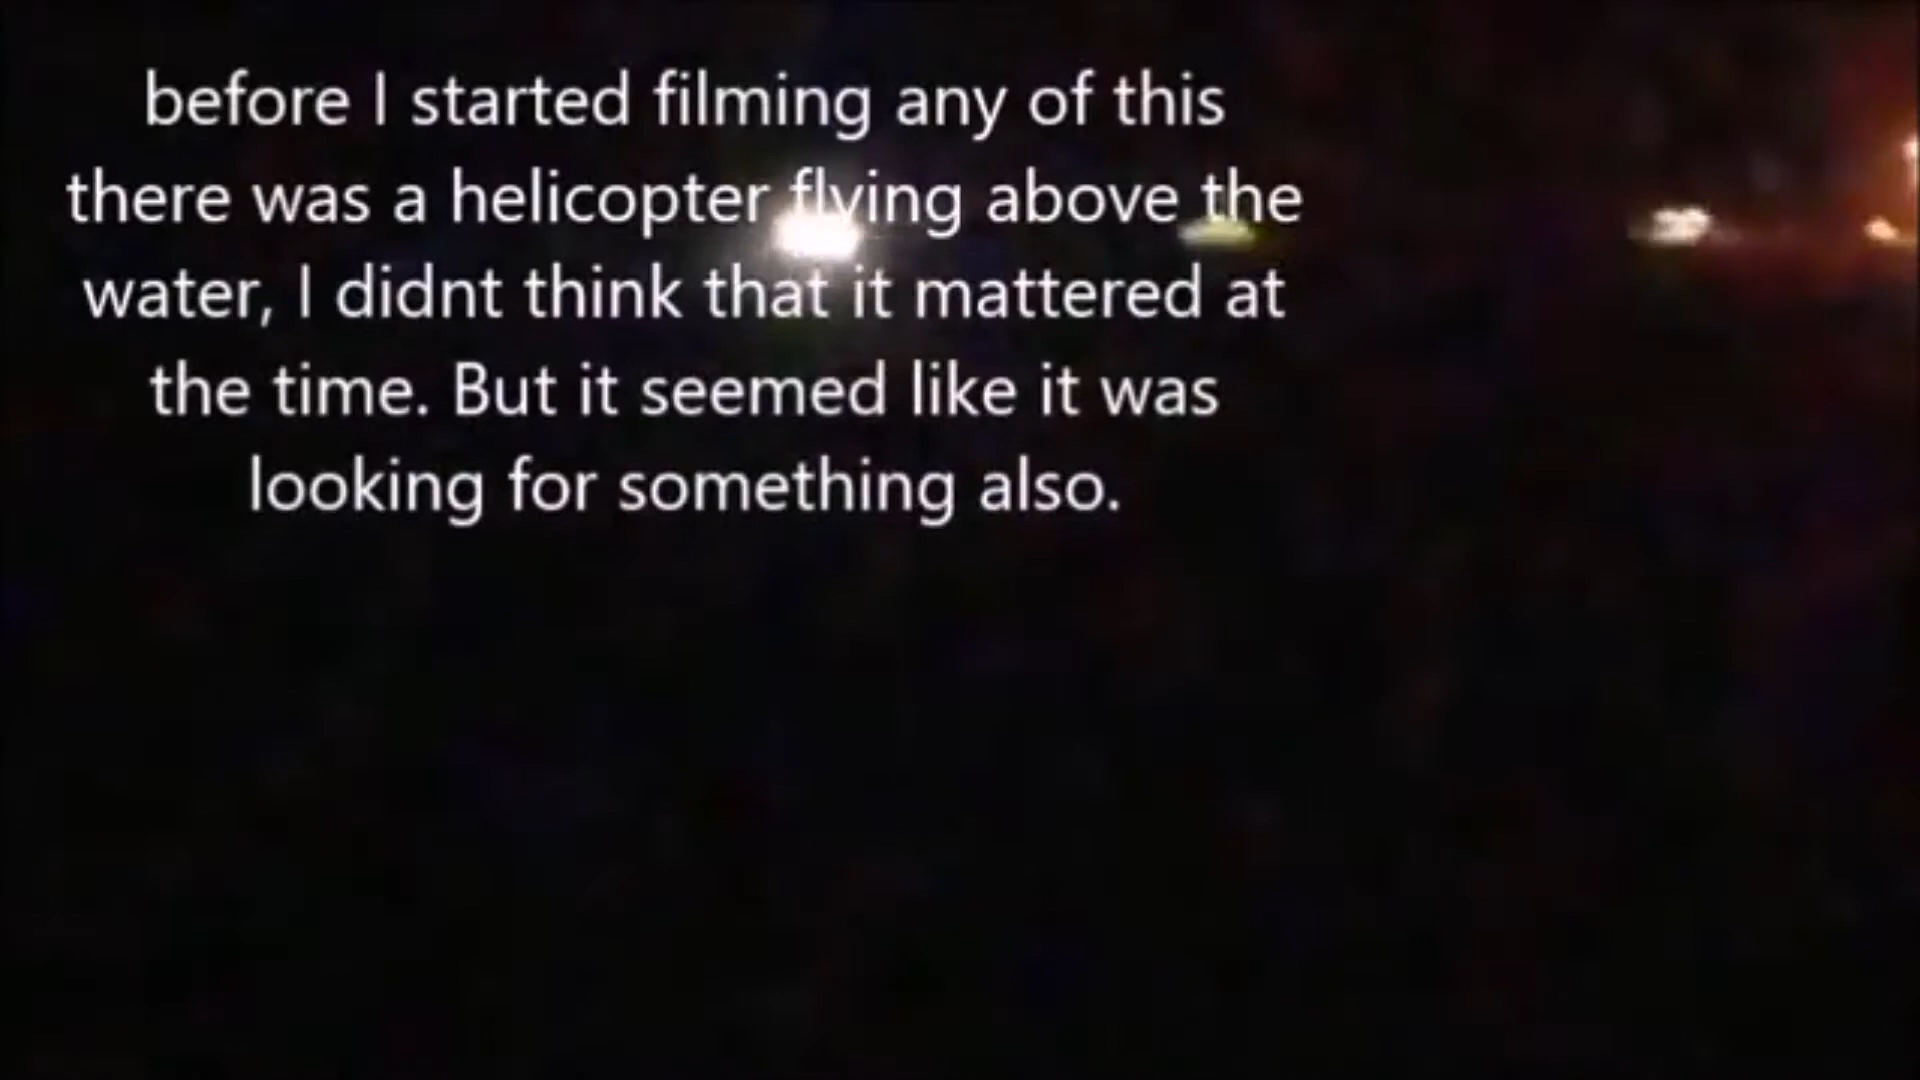 before I started filming any of this
there was a helicopter flying above the
water, I didnt think that it mattered at
the time. But it seemed like it was
looking for something also.